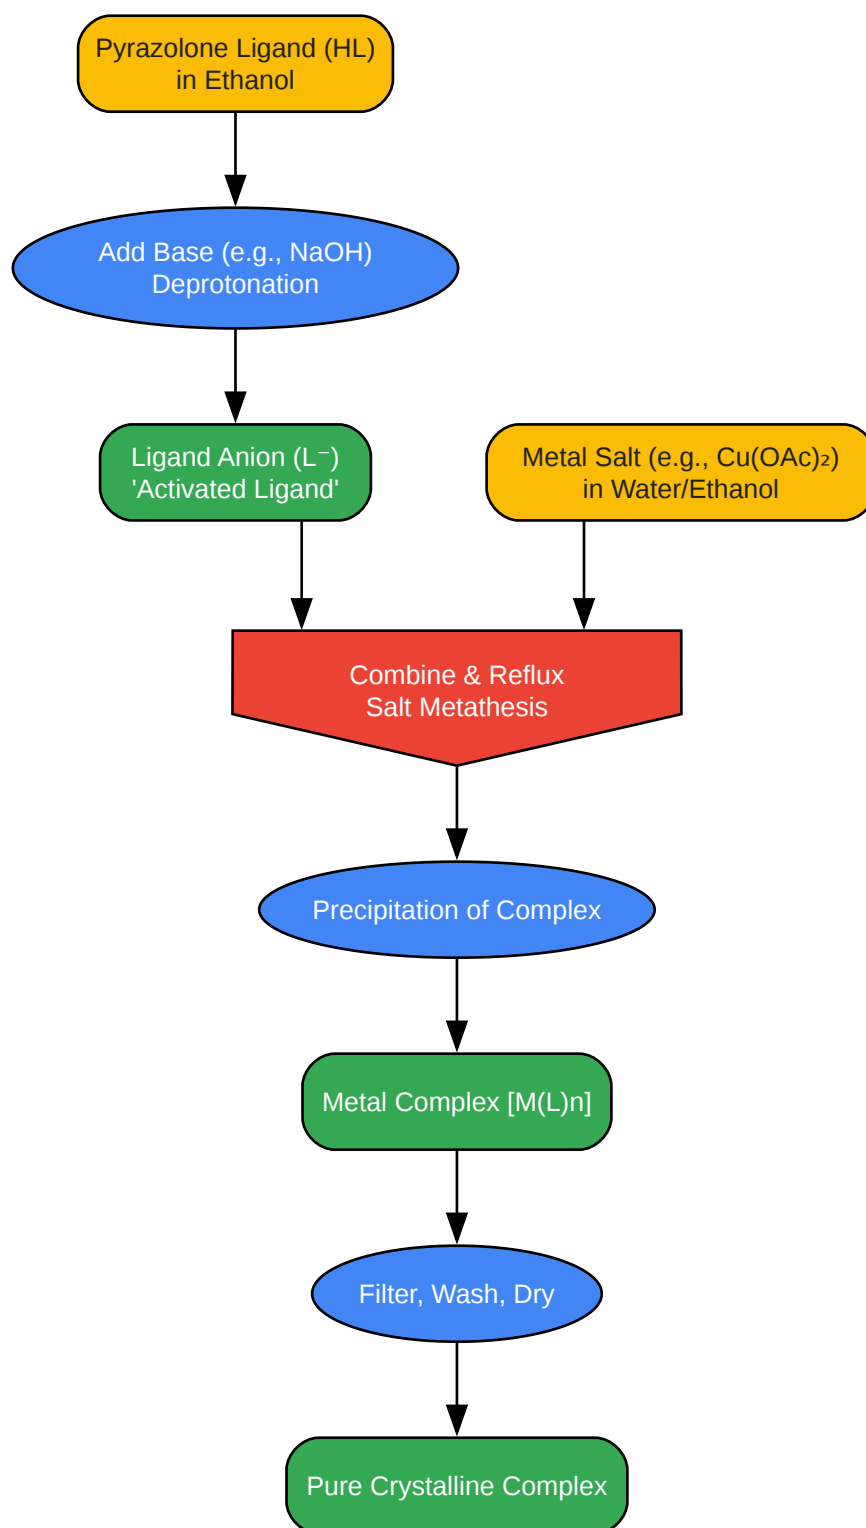 Pyrazolone Ligand (HL)
in Ethanol
Add Base (e.g., NaOH)
Deprotonation
Ligand Anion (L⁻)
'Activated Ligand'
Metal Salt (e.g., Cu(OAc)₂)
in Water/Ethanol
Combine & Reflux
Salt Metathesis
Precipitation of Complex
Metal Complex [M(L)n]
Filter, Wash, Dry
Pure Crystalline Complex